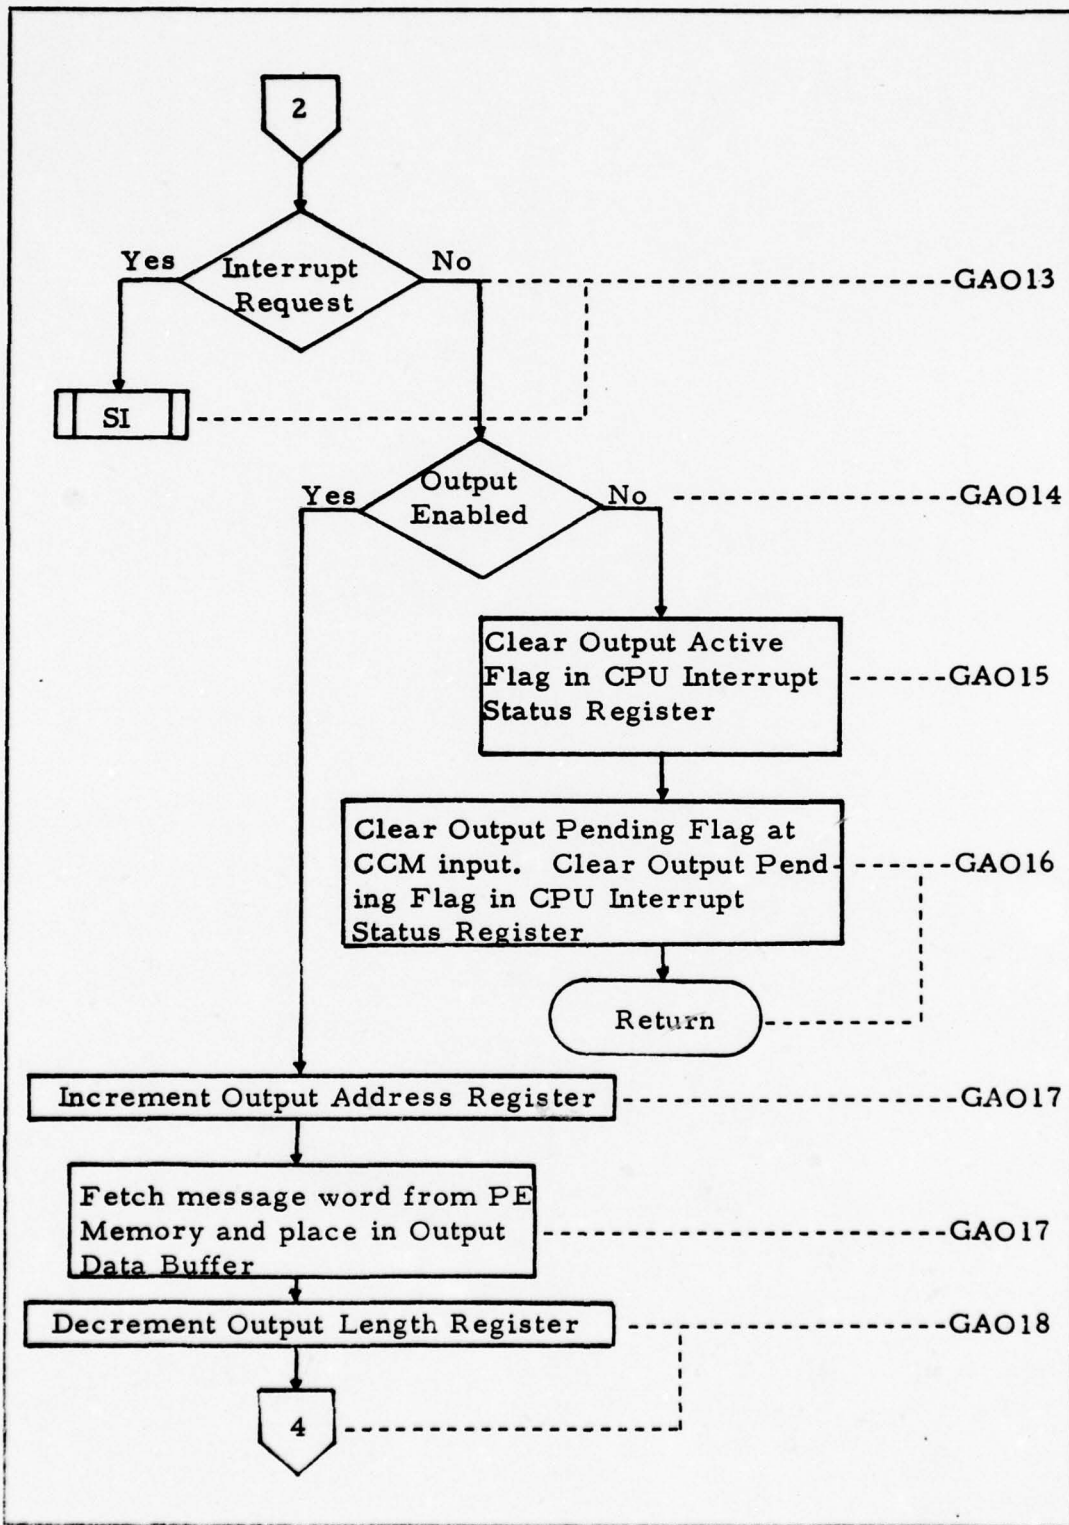 2
Yes
No
Interrupt
Request
GAO13
SI
Yes
Output
Enabled
No
GAO14
Clear Output Active
Flag in CPU Interrupt
Status Register
GAO15
Clear Output Pending Flag at
CCM input. Clear Output Pend-
ing Flag in CPU Interrupt
Status Register
GAO16
Return
Increment Output Address Register
GAO17
Fetch message word from PE
Memory and place in Output
Data Buffer
GAO17
Decrement Output Length Register
GAO18
4